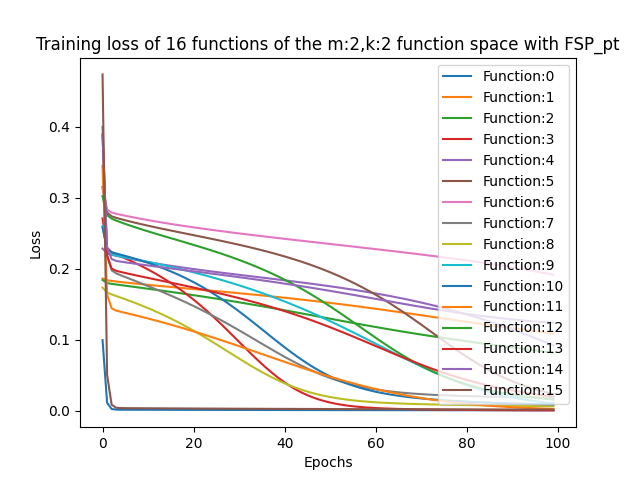 Training loss of 16 functions of the m:2,k:2 function space with FSP_pt
Loss
0.4
0.3
0.2
0.1
0.0
Function:0
Function:1
Function:2
Function:3
Function:4
Function:5
Function:6
Function:7
Function:8
Function:9
Function:10
Function:11
Function:12
Function:13
Function:14
Function:15
0 20 40 60 80 100
Epochs